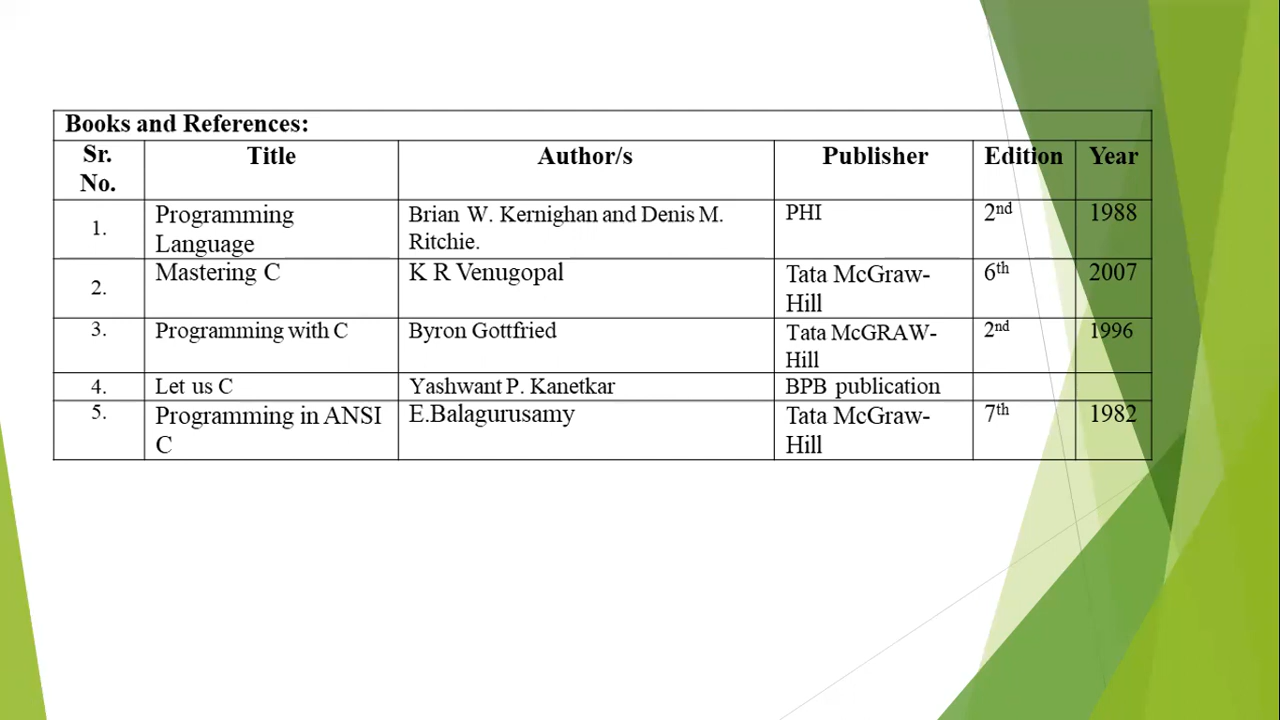 Books and References:
Sr. No. Title Author/s Publisher Edition Year
1. Programming Language Brian W. Kernighan and Denis M. Ritchie. PHI 2nd 1988
2. Mastering C K R Venugopal Tata McGraw-Hill 6th 2007
3. Programming with C Byron Gottfried Tata McGRAW-Hill 2nd 1996
4. Let us C Yashwant P. Kanetkar BPB publication
5. Programming in ANSI C E.Balagurusamy Tata McGraw-Hill 7th 1982